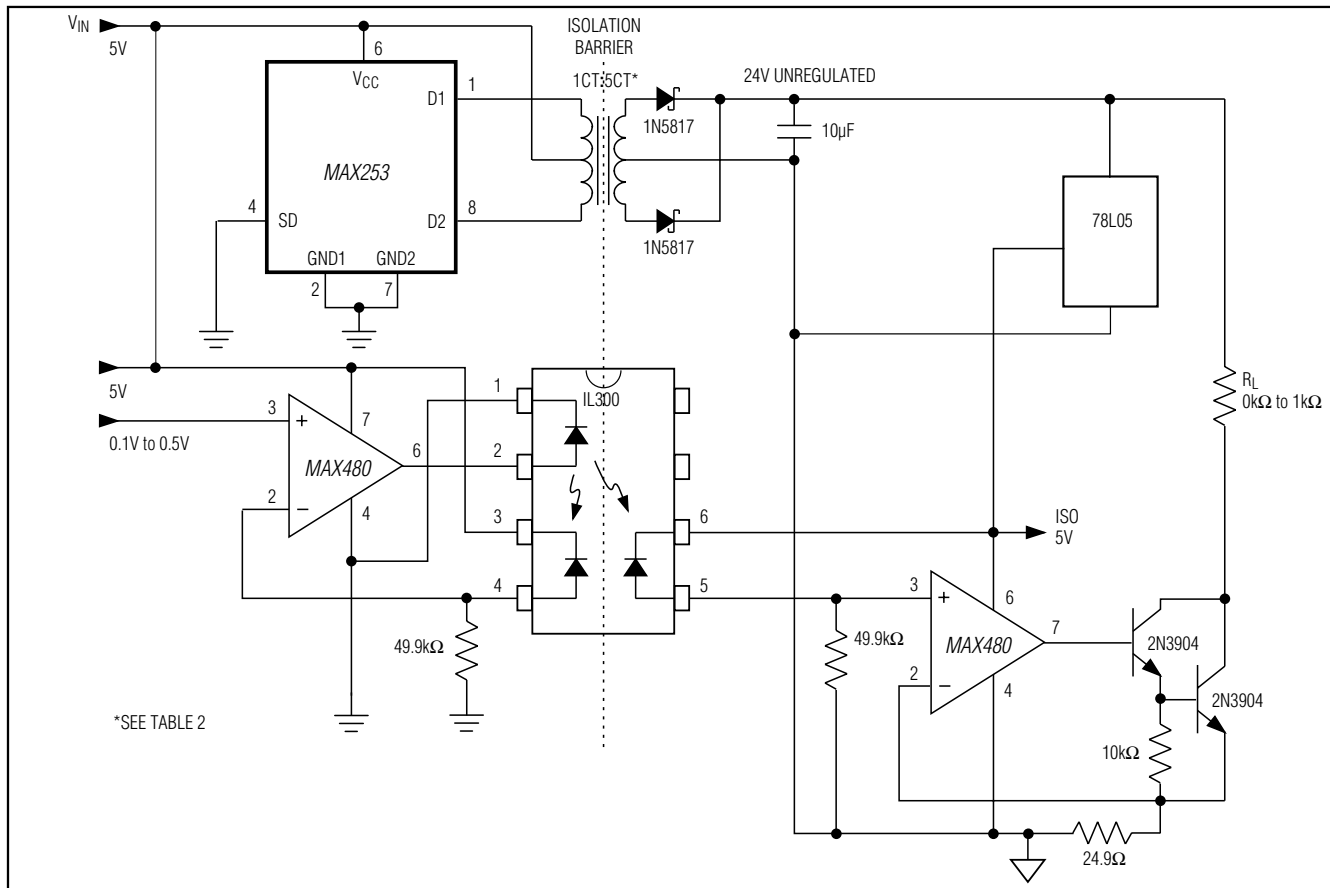 VIN
5V
6
VCC
D1
1
MAX253
4
SD
D2
8
GND1
GND2
2
7
ISOLATION
BARRIER
1CT:5CT*
1N5817
1N5817
24V UNREGULATED
10µF
78L05
RL
0kΩ to 1kΩ
5V
3
+
7
0.1V to 0.5V
MAX480
6
2
−
4
49.9kΩ
1
IL300
2
3
4
6
5
ISO
5V
3
+
6
49.9kΩ
MAX480
7
2
−
4
2N3904
2N3904
10kΩ
24.9Ω
*SEE TABLE 2